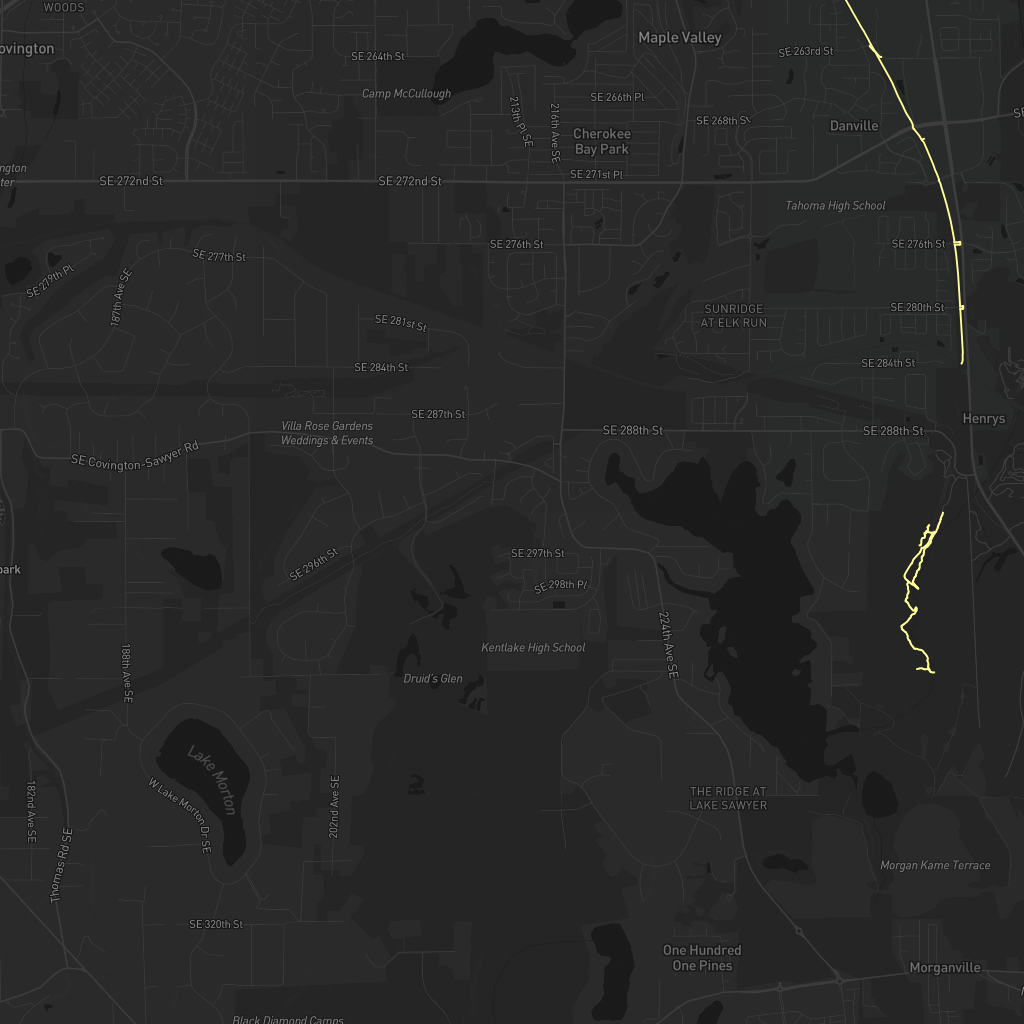 WOODS
ovington
SE 264th St
Maple Valley
SE 263rd St
Camp McCullough
213th Pl SE
216th Ave SE
SE 266th Pl
SE 268th St
Danville
Cherokee
Bay Park
ngton
ter
SE 272nd St
SE 272nd St
SE 271st Pl
Tahoma High School
SE 276th St
SE 276th St
SE 277th St
SE 279th Pl
187th Ave SE
SUNRIDGE
AT ELK RUN
SE 280th St
SE 281st St
SE 284th St
SE 284th St
SE 287th St
Henrys
Villa Rose Gardens
Weddings & Events
SE 288th St
SE 288th St
SE Covington-Sawyer Rd
SE 296th St
SE 297th St
SE 298th Pl
park
224th Ave SE
188th Ave SE
Kentlake High School
Druid's Glen
Lake Morton
W Lake Morton Dr SE
182nd Ave SE
202nd Ave SE
Thomas Rd SE
THE RIDGE AT
LAKE SAWYER
Morgan Kame Terrace
SE 320th St
One Hundred
One Pines
Morganville
Black Diamond Camps